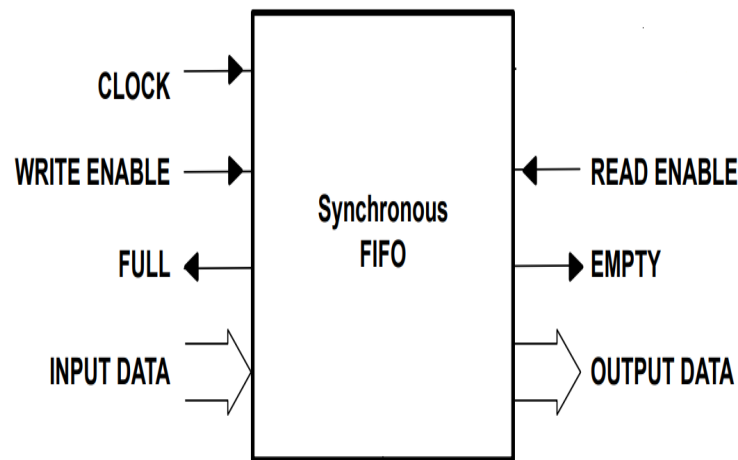 CLOCK
WRITE ENABLE
READ ENABLE
Synchronous
FIFO
FULL
EMPTY
INPUT DATA
OUTPUT DATA